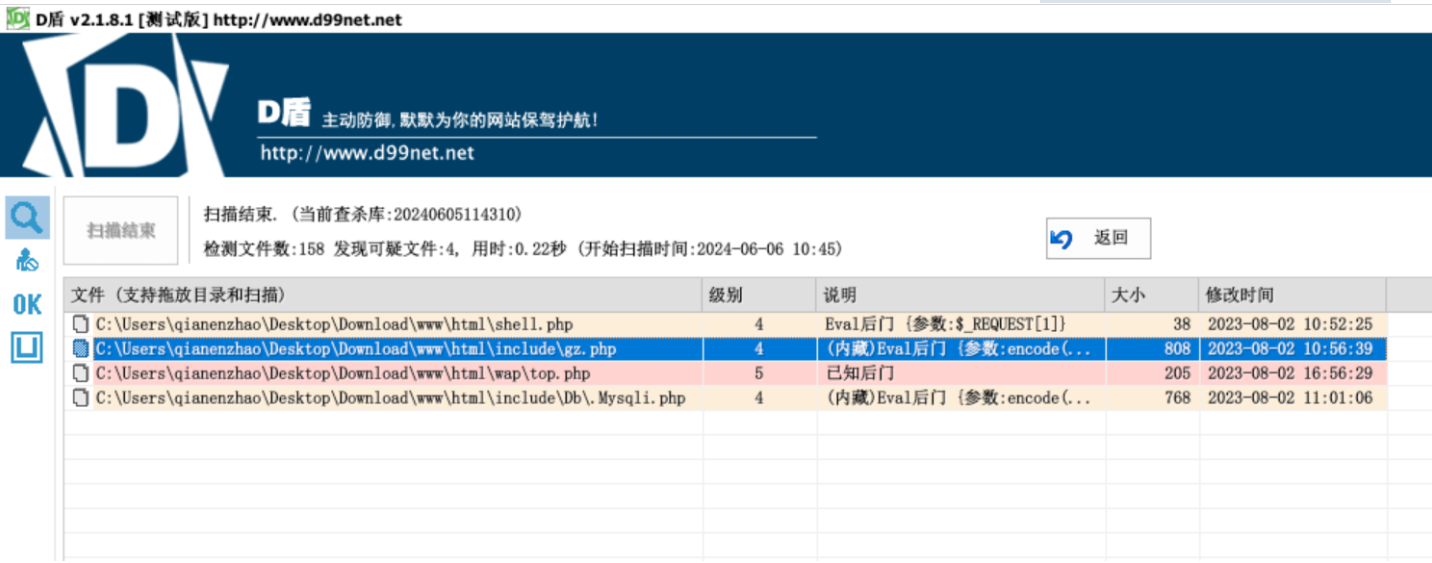 D盾 v2.1.8.1 [测试版] http://www.d99net.net
D
D盾 主动防御,默默为你的网站保驾护航!
http://www.d99net.net
扫描结束
扫描结束. (当前查杀库:20240605114310)
检测文件数:158 发现可疑文件:4, 用时:0.22秒 (开始扫描时间:2024-06-06 10:45)
返回
OK
文件 (支持拖放目录和扫描) 级别 说明 大小 修改时间
C:\Users\qianenzhao\Desktop\Download\www\html\shell.php 4 Eval后门 {参数:$_REQUEST[1]} 38 2023-08-02 10:52:25
C:\Users\qianenzhao\Desktop\Download\www\html\include\gz.php 4 (内藏)Eval后门 {参数:encode(... 808 2023-08-02 10:56:39
C:\Users\qianenzhao\Desktop\Download\www\html\wap\top.php 5 已知后门 205 2023-08-02 16:56:29
C:\Users\qianenzhao\Desktop\Download\www\html\include\Db\.Mysqli.php 4 (内藏)Eval后门 {参数:encode(... 768 2023-08-02 11:01:06